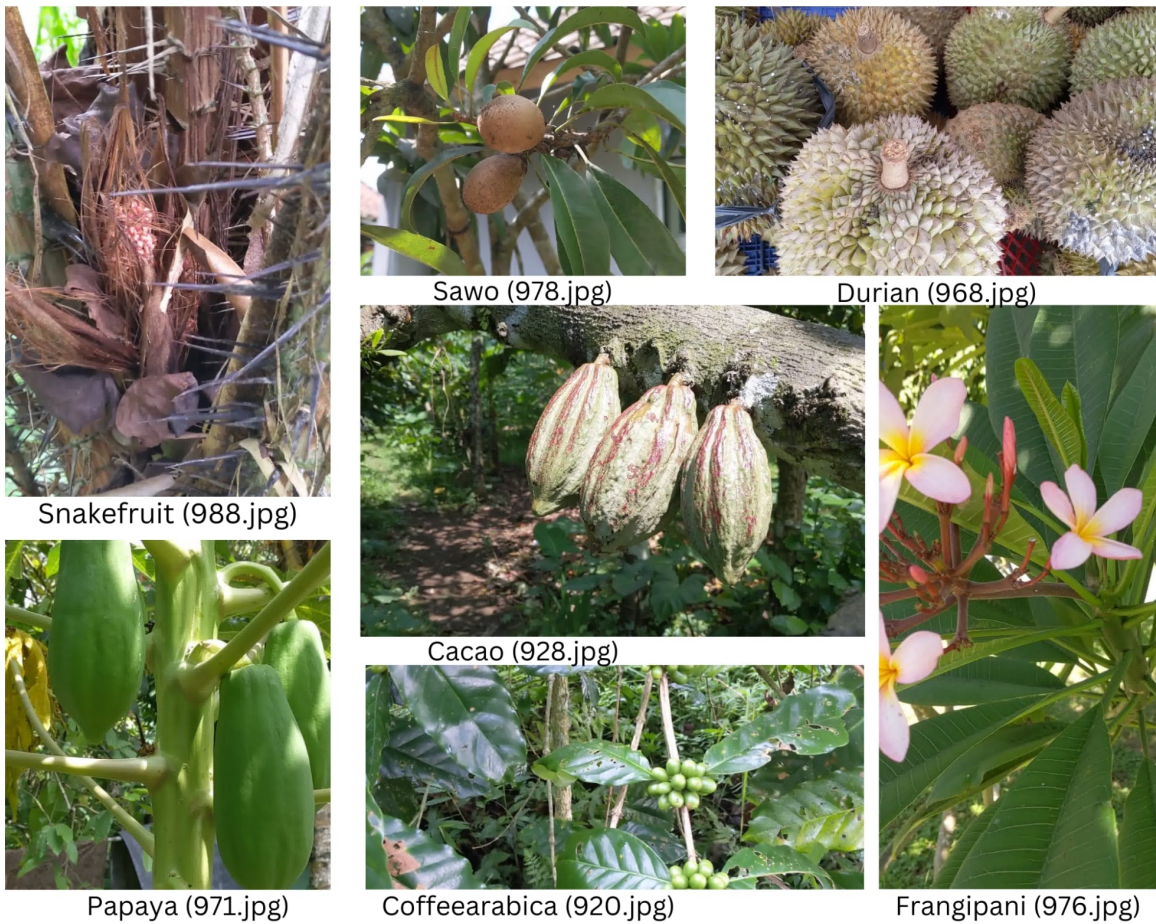 Sawo (978.jpg)
Durian (968.jpg)
Snakefruit (988.jpg)
Cacao (928.jpg)
Papaya (971.jpg)
Coffeearabica (920.jpg)
Frangipani (976.jpg)